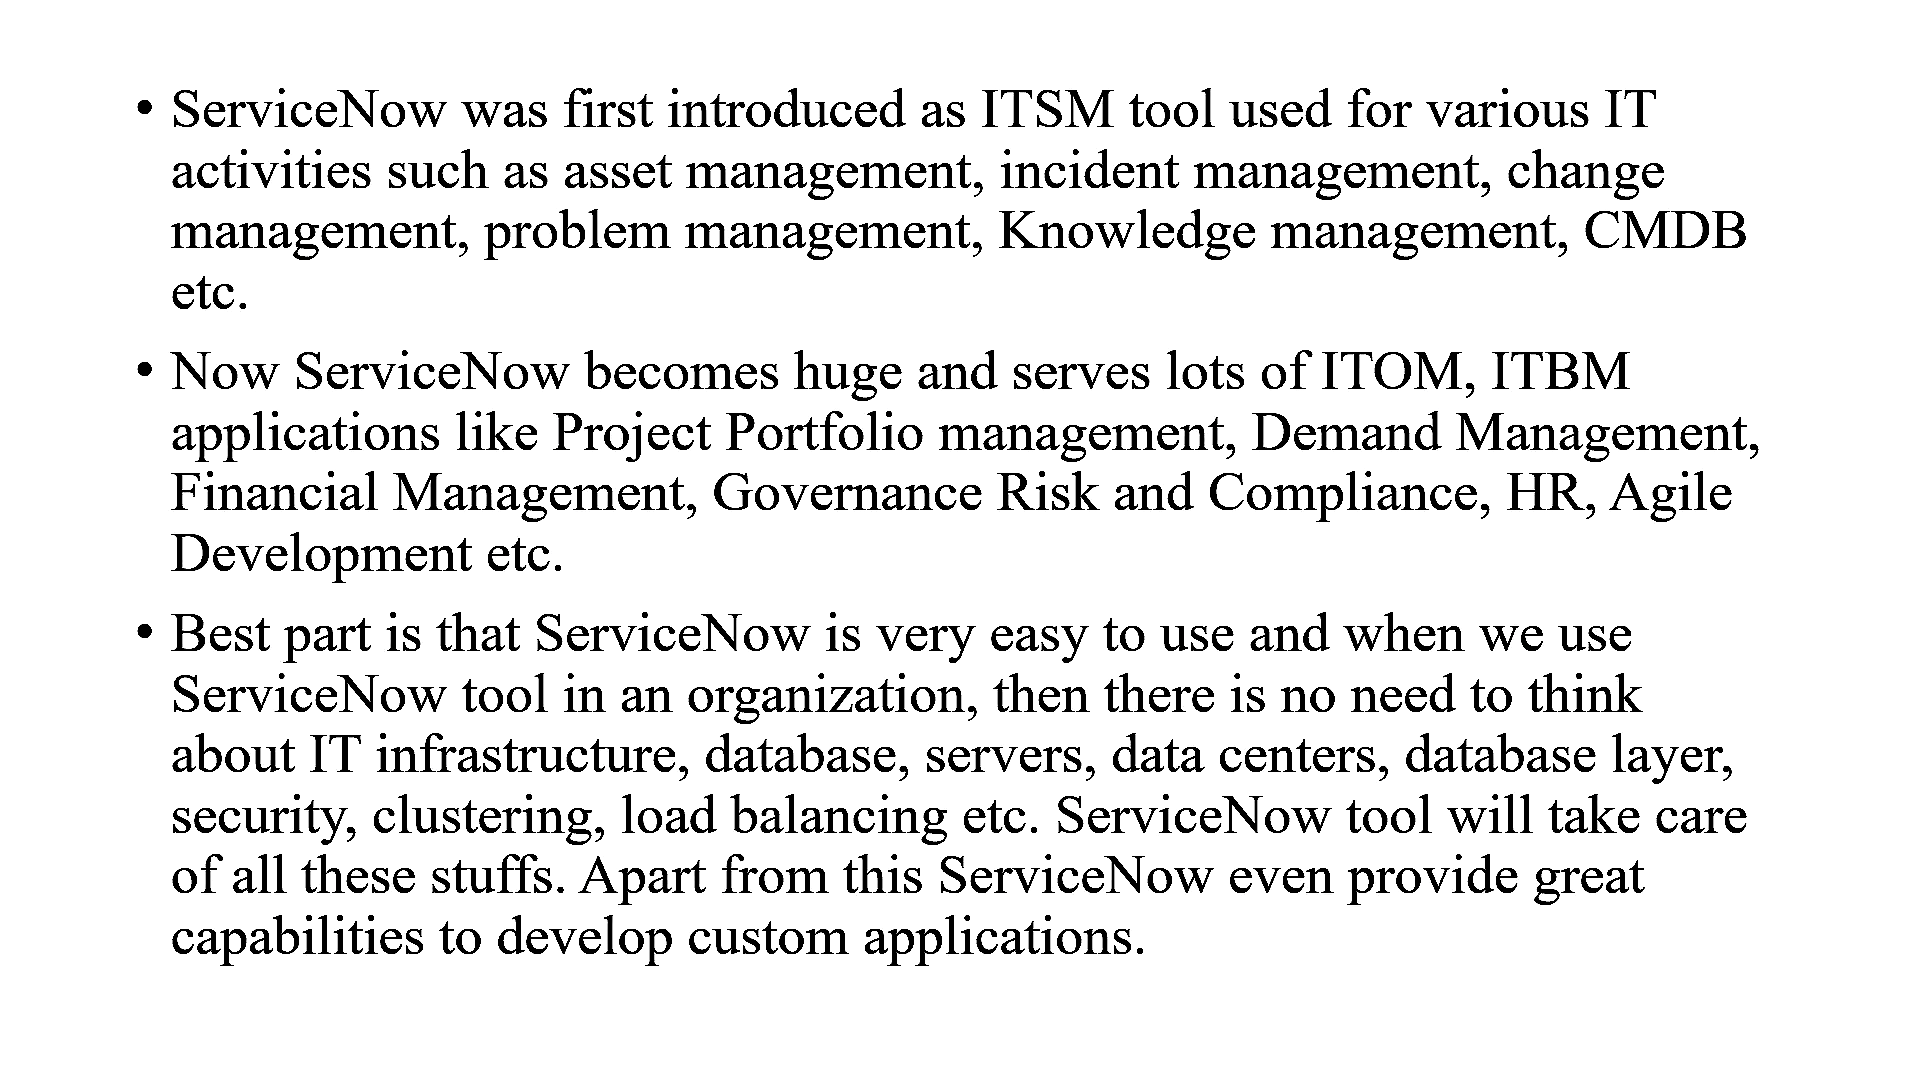 • ServiceNow was first introduced as ITSM tool used for various IT
activities such as asset management, incident management, change
management, problem management, Knowledge management, CMDB
etc.
• Now ServiceNow becomes huge and serves lots of ITOM, ITBM
applications like Project Portfolio management, Demand Management,
Financial Management, Governance Risk and Compliance, HR, Agile
Development etc.
• Best part is that ServiceNow is very easy to use and when we use
ServiceNow tool in an organization, then there is no need to think
about IT infrastructure, database, servers, data centers, database layer,
security, clustering, load balancing etc. ServiceNow tool will take care
of all these stuffs. Apart from this ServiceNow even provide great
capabilities to develop custom applications.